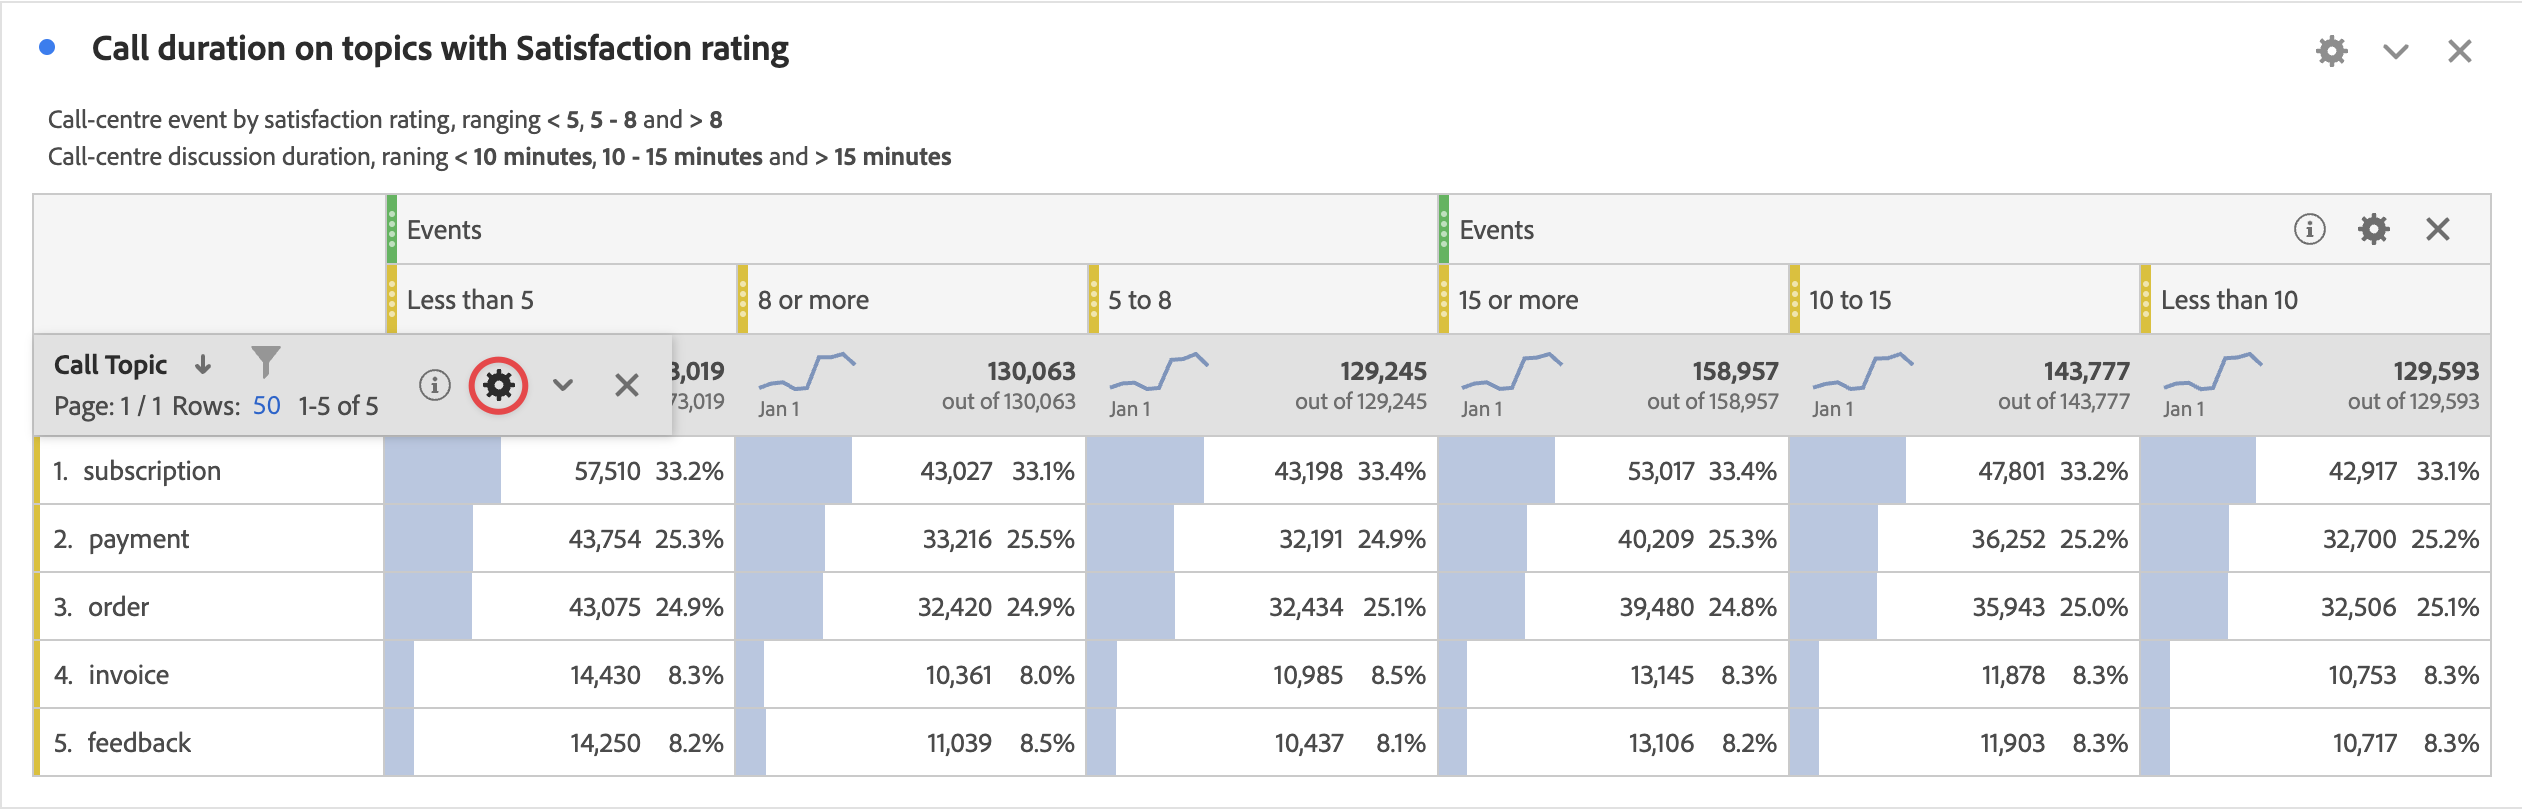 Call duration on topics with Satisfaction rating
Call-centre event by satisfaction rating, ranging < 5, 5 - 8 and > 8
Call-centre discussion duration, raning < 10 minutes, 10 - 15 minutes and > 15 minutes
Events Events
Less than 5 8 or more 5 to 8 15 or more 10 to 15 Less than 10
Call Topic 3,019 130,063 129,245 158,957 143,777 129,593
Page: 1 / 1 Rows: 50 1-5 of 5 73,019 Jan 1 out of 130,063 Jan 1 out of 129,245 Jan 1 out of 158,957 Jan 1 out of 143,777 Jan 1 out of 129,593
1. subscription 57,510 33.2% 43,027 33.1% 43,198 33.4% 53,017 33.4% 47,801 33.2% 42,917 33.1%
2. payment 43,754 25.3% 33,216 25.5% 32,191 24.9% 40,209 25.3% 36,252 25.2% 32,700 25.2%
3. order 43,075 24.9% 32,420 24.9% 32,434 25.1% 39,480 24.8% 35,943 25.0% 32,506 25.1%
4. invoice 14,430 8.3% 10,361 8.0% 10,985 8.5% 13,145 8.3% 11,878 8.3% 10,753 8.3%
5. feedback 14,250 8.2% 11,039 8.5% 10,437 8.1% 13,106 8.2% 11,903 8.3% 10,717 8.3%